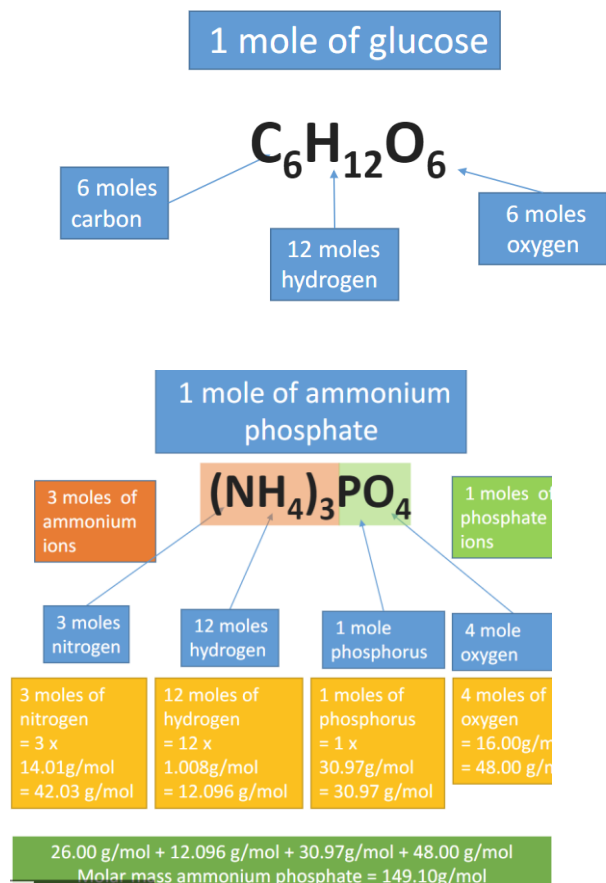 1 mole of glucose
C₆H₁₂O₆
6 moles
carbon
12 moles
hydrogen
6 moles
oxygen
1 mole of ammonium
phosphate
3 moles of
ammonium
ions
(NH₄)₃PO₄
1 moles of
phosphate
ions
3 moles
nitrogen
12 moles
hydrogen
1 mole
phosphorus
4 mole
oxygen
3 moles of
nitrogen
= 3 x
14.01g/mol
= 42.03 g/mol
12 moles of
hydrogen
= 12 x
1.008g/mol
= 12.096 g/mol
1 moles of
phosphorus
= 1 x
30.97g/mol
= 30.97 g/mol
4 moles of
oxygen
= 16.00g/m
= 48.00 g/
26.00 g/mol + 12.096 g/mol + 30.97g/mol + 48.00 g/mol
Molar mass ammonium phosphate = 149.10g/mol